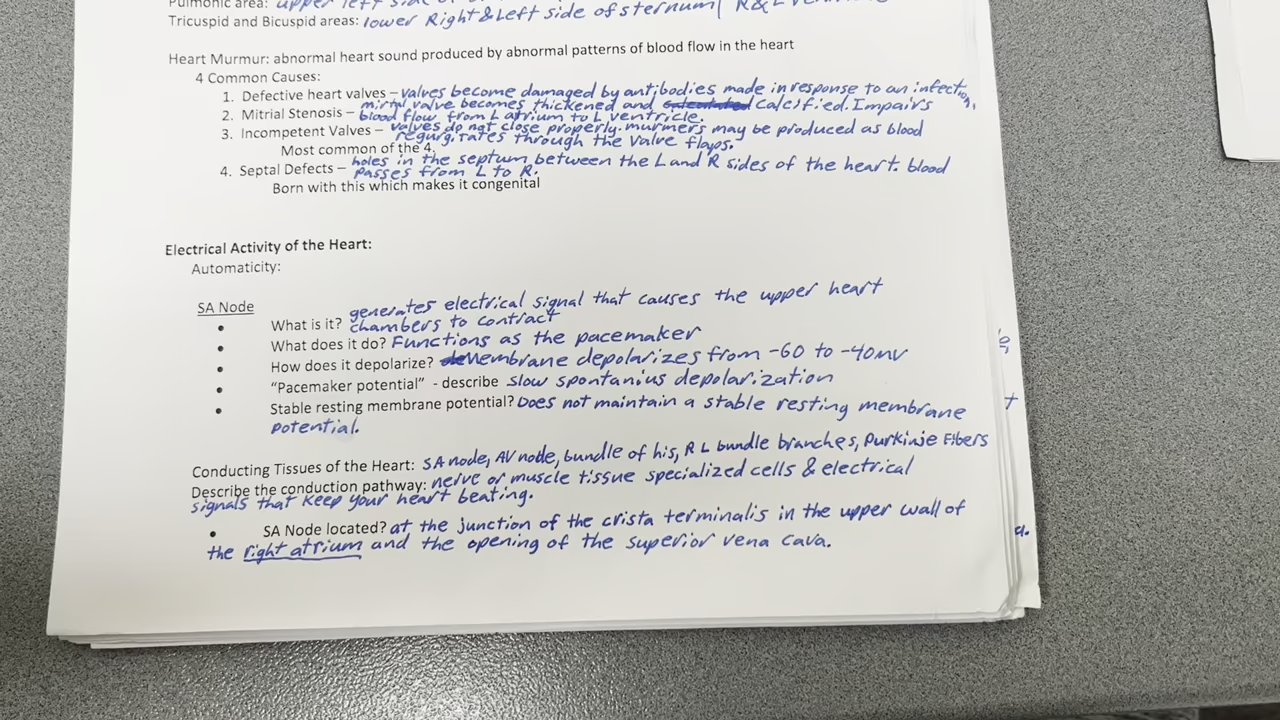 Pulmonic area: upper left side of
Tricuspid and Bicuspid areas: lower Right & Left side of sternum
Heart Murmur: abnormal heart sound produced by abnormal patterns of blood flow in the heart
4 Common Causes:
1. Defective heart valves – valves become damaged by antibodies made in response to an infection.
2. Mitrial Stenosis – mirtal valve becomes thickened and calcified. Impairs
blood flow from L atrium to L ventricle.
3. Incompetent Valves – valves do not close properly. murmers may be produced as blood
regurgitates through the valve flaps.
Most common of the 4.
4. Septal Defects – holes in the septum between the L and R sides of the heart. blood
passes from L to R.
Born with this which makes it congenital
Electrical Activity of the Heart:
Automaticity:
SA Node
• What is it? generates electrical signal that causes the upper heart
chambers to contract
• What does it do? Functions as the pacemaker
• How does it depolarize? Membrane depolarizes from -60 to -40mv
• "Pacemaker potential" - describe slow spontanius depolarization
• Stable resting membrane potential? Does not maintain a stable resting membrane
potential.
Conducting Tissues of the Heart: SA node, AV node, bundle of his, R L bundle branches, Purkinje Fibers
Describe the conduction pathway: nerve or muscle tissue specialized cells & electrical
signals that keep your heart beating.
• SA Node located? at the junction of the crista terminalis in the upper wall of
the right atrium and the opening of the superior vena cava.